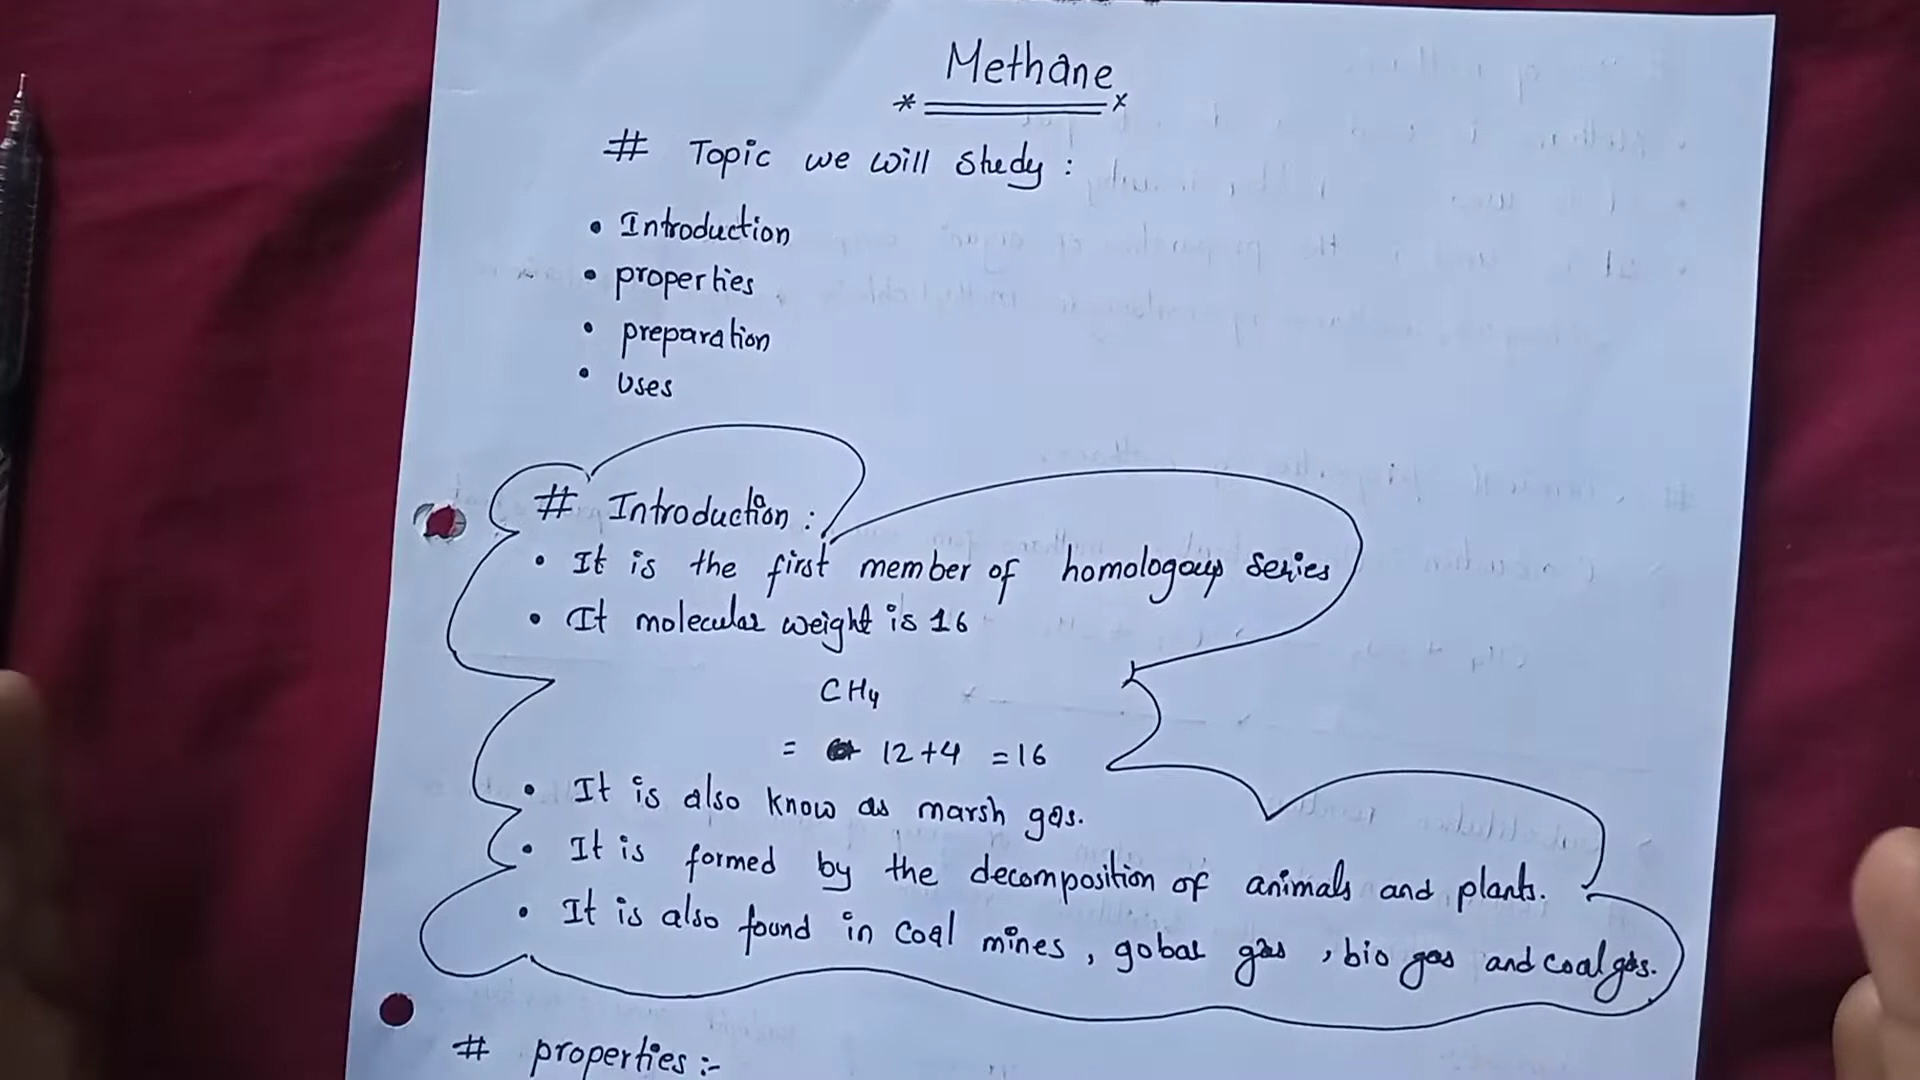 Methane
# Topic we will study :
• Introduction
• properties
• preparation
• Uses
# Introduction :
• It is the first member of homologous series
• It molecular weight is 16
CH4
= 12+4 =16
• It is also know as marsh gas.
• It is formed by the decomposition of animals and plants.
• It is also found in coal mines, gobar gas, bio gas and coal gas.
# properties :-